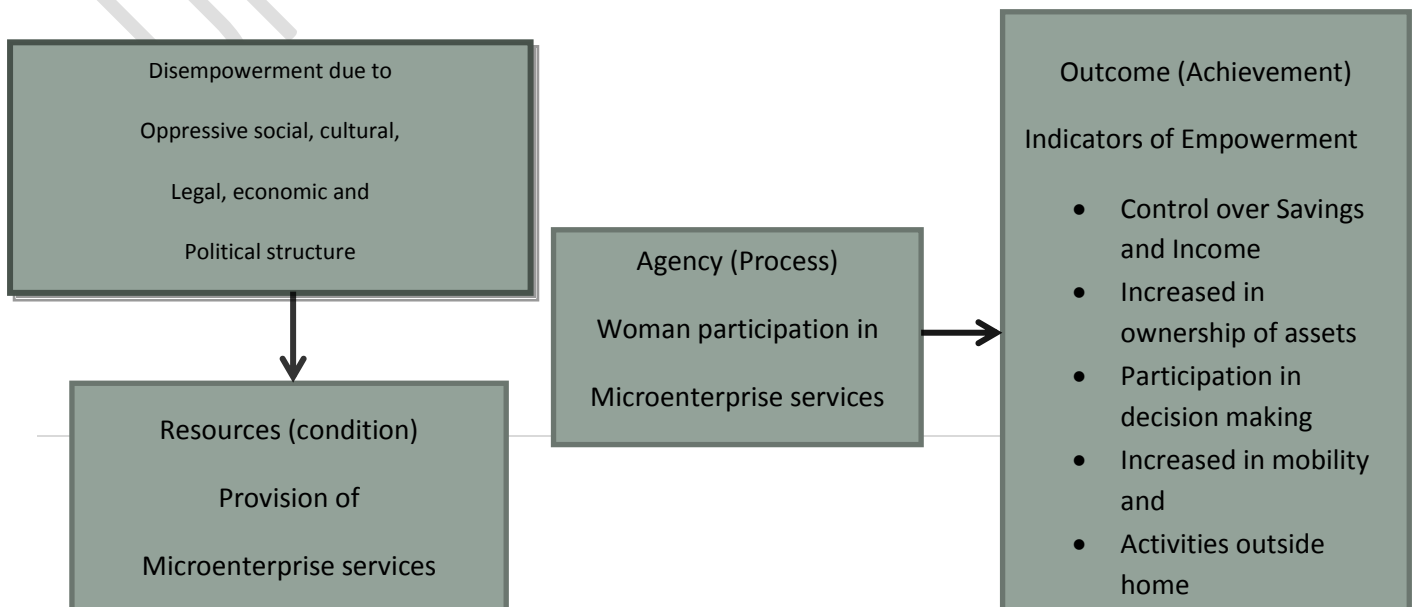 Disempowerment due to
Oppressive social, cultural,
Legal, economic and
Political structure
Resources (condition)
Provision of
Microenterprise services
Agency (Process)
Woman participation in
Microenterprise services
Outcome (Achievement)
Indicators of Empowerment
• Control over Savings
and Income
• Increased in
ownership of assets
• Participation in
decision making
• Increased in mobility
and
• Activities outside
home